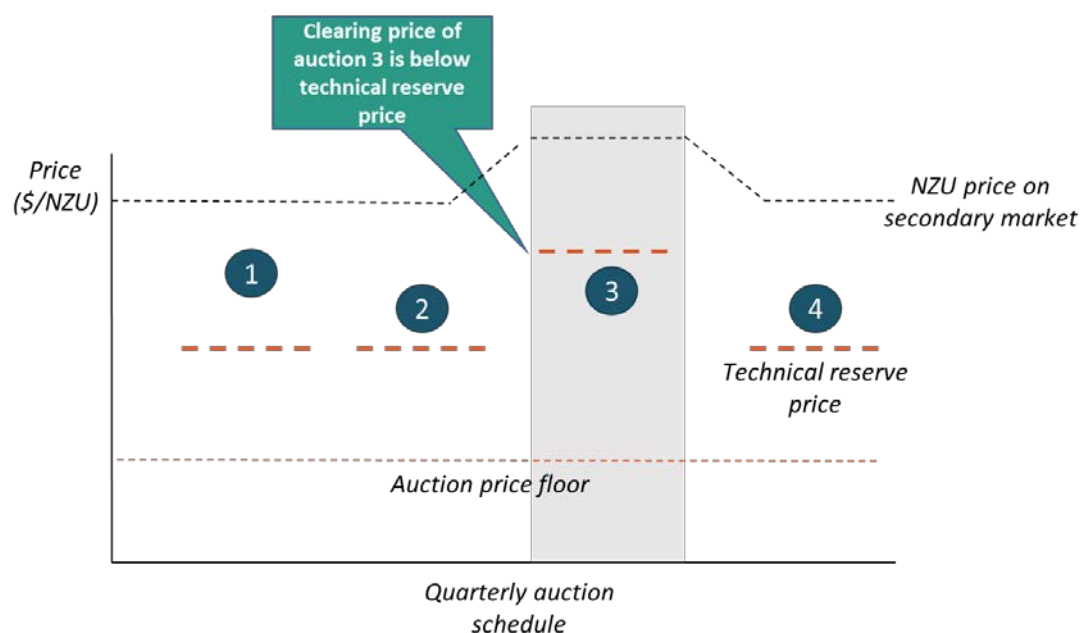 Clearing price of
auction 3 is below
technical reserve
price
Price
($/NZU)
NZU price on
secondary market
1
2
3
4
Technical reserve
price
Auction price floor
Quarterly auction
schedule